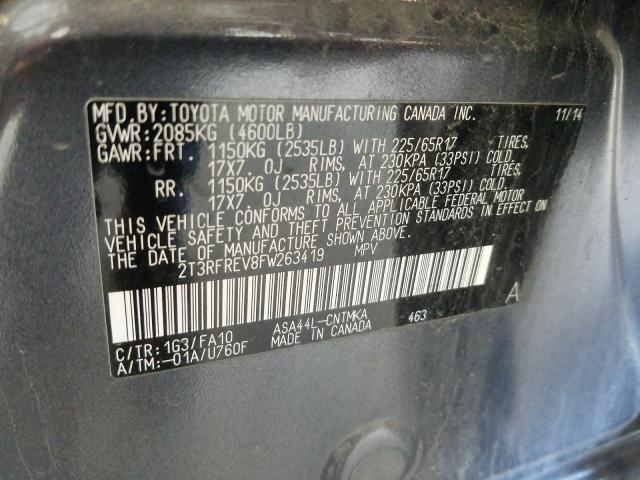 MFD.BY:TOYOTA MOTOR MANUFACTURING CANADA INC. 11/14
GVWR:2085KG (4600LB)
GAWR:FRT. 1150KG (2535LB) WITH 225/65R17 TIRES,
17X7. 0J RIMS, AT 230KPA (33PSI) COLD.
RR. 1150KG (2535LB) WITH 225/65R17 TIRES,
17X7. 0J RIMS, AT 230KPA (33PSI) COLD.
THIS VEHICLE CONFORMS TO ALL APPLICABLE FEDERAL MOTOR
VEHICLE SAFETY AND THEFT PREVENTION STANDARDS IN EFFECT ON
THE DATE OF MANUFACTURE SHOWN ABOVE.
2T3RFREV8FW263419 MPV
A
C/TR:1G3/FA10 ASA44L-CNTMKA 463
A/TM:-01A/U760F MADE IN CANADA